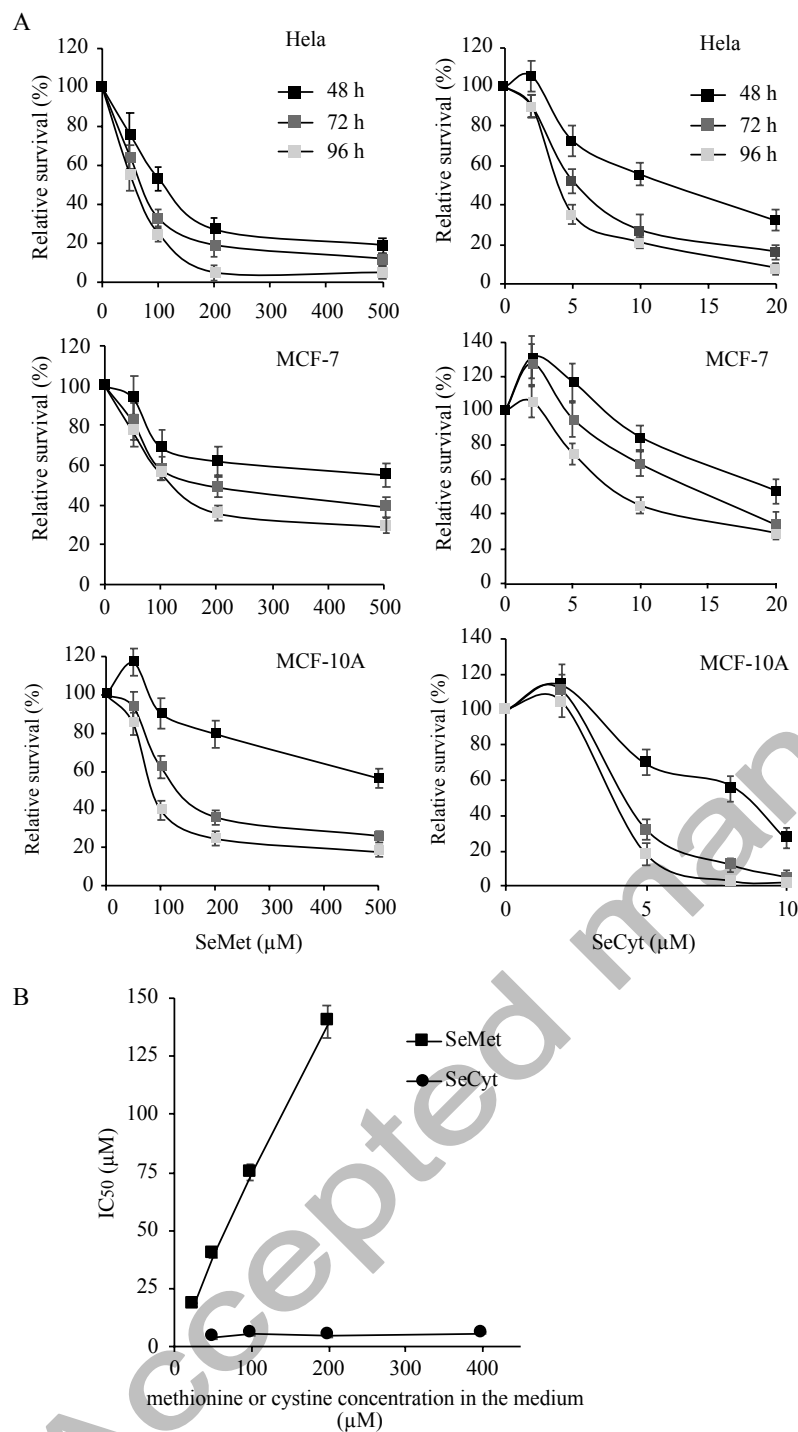 A
Hela
120
100
80
60
40
20
0
Relative survival (%)
48 h
72 h
96 h
0 100 200 300 400 500
Hela
120
100
80
60
40
20
0
Relative survival (%)
48 h
72 h
96 h
0 5 10 15 20
MCF-7
120
100
80
60
40
20
0
Relative survival (%)
0 100 200 300 400 500
MCF-7
140
120
100
80
60
40
20
0
Relative survival (%)
0 5 10 15 20
MCF-10A
120
100
80
60
40
20
0
Relative survival (%)
0 100 200 300 400 500
SeMet (µM)
MCF-10A
140
120
100
80
60
40
20
0
Relative survival (%)
0 5 10
SeCyt (µM)
B
150
125
100
75
50
25
0
IC50 (µM)
SeMet
SeCyt
0 100 200 300 400
methionine or cystine concentration in the medium
(µM)
Accepted man